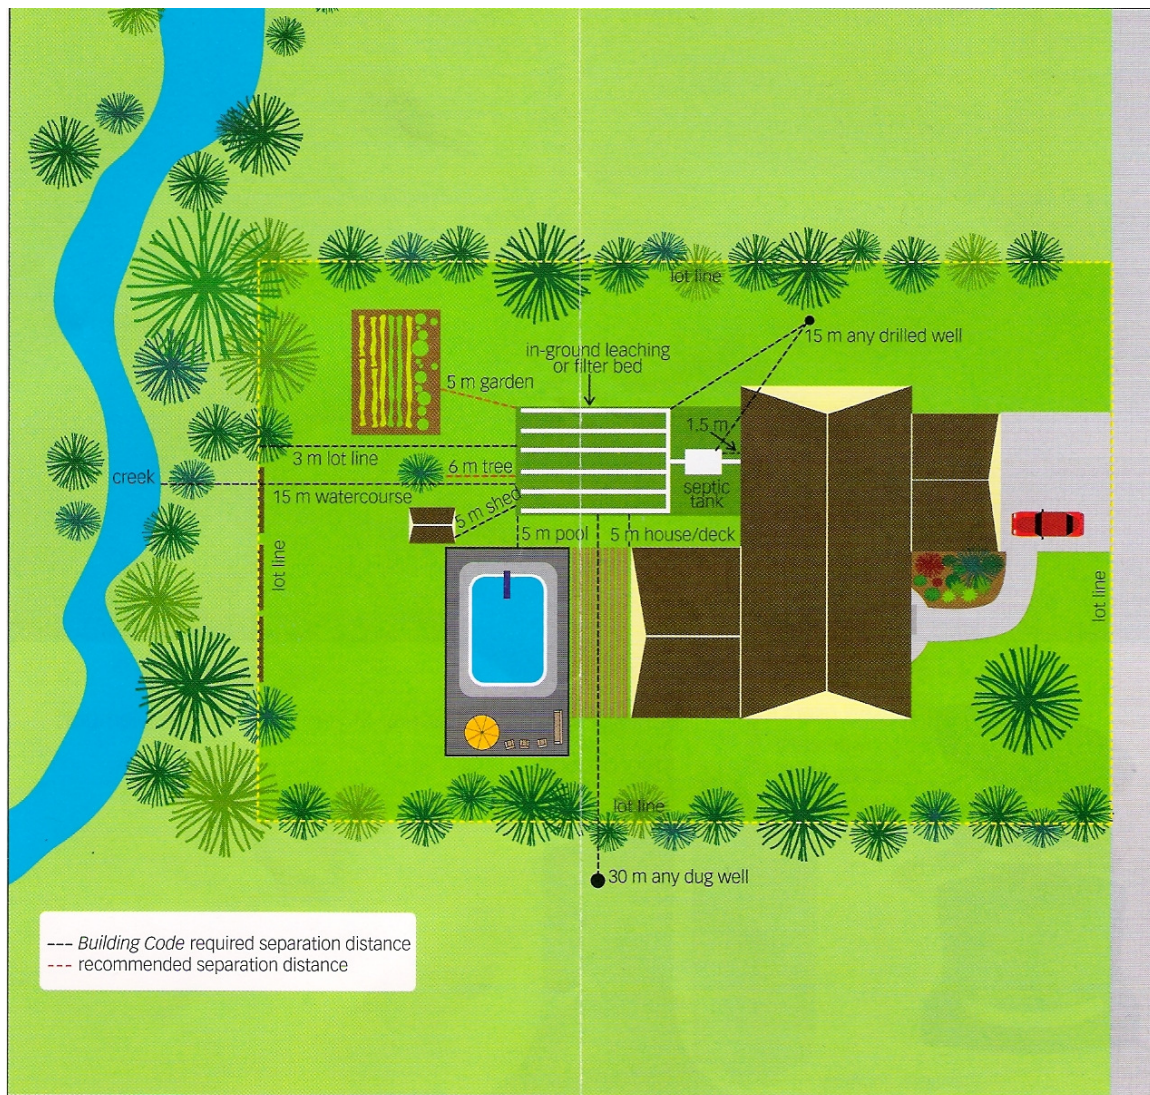 lot line
15 m any drilled well
in-ground leaching
or filter bed
5 m garden
1.5 m
3 m lot line
6 m tree
creek
15 m watercourse
septic
tank
5 m shed
5 m pool
5 m house/deck
lot line
lot line
lot line
30 m any dug well
--- Building Code required separation distance
--- recommended separation distance